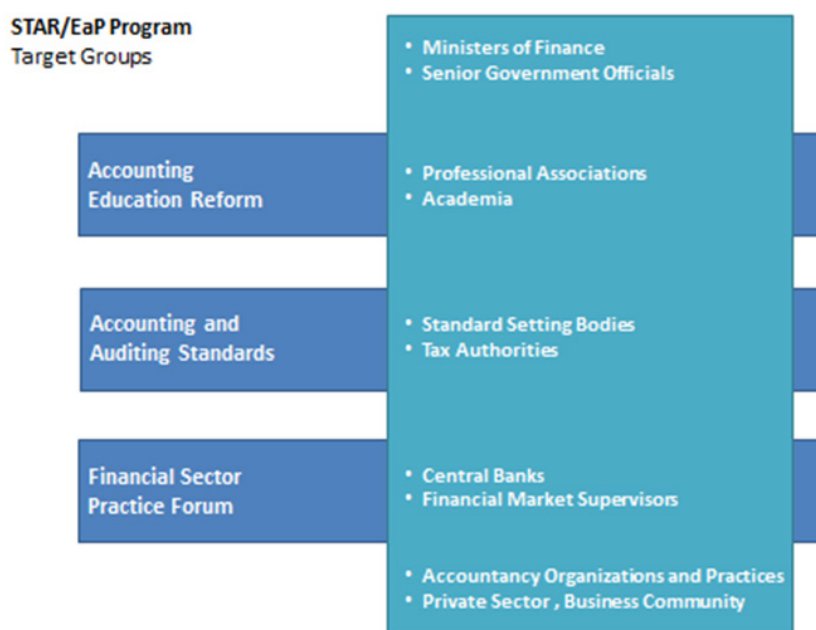 STAR/EaP Program
Target Groups
• Ministers of Finance
• Senior Government Officials
Accounting
Education Reform
• Professional Associations
• Academia
Accounting and
Auditing Standards
• Standard Setting Bodies
• Tax Authorities
Financial Sector
Practice Forum
• Central Banks
• Financial Market Supervisors
• Accountancy Organizations and Practices
• Private Sector , Business Community